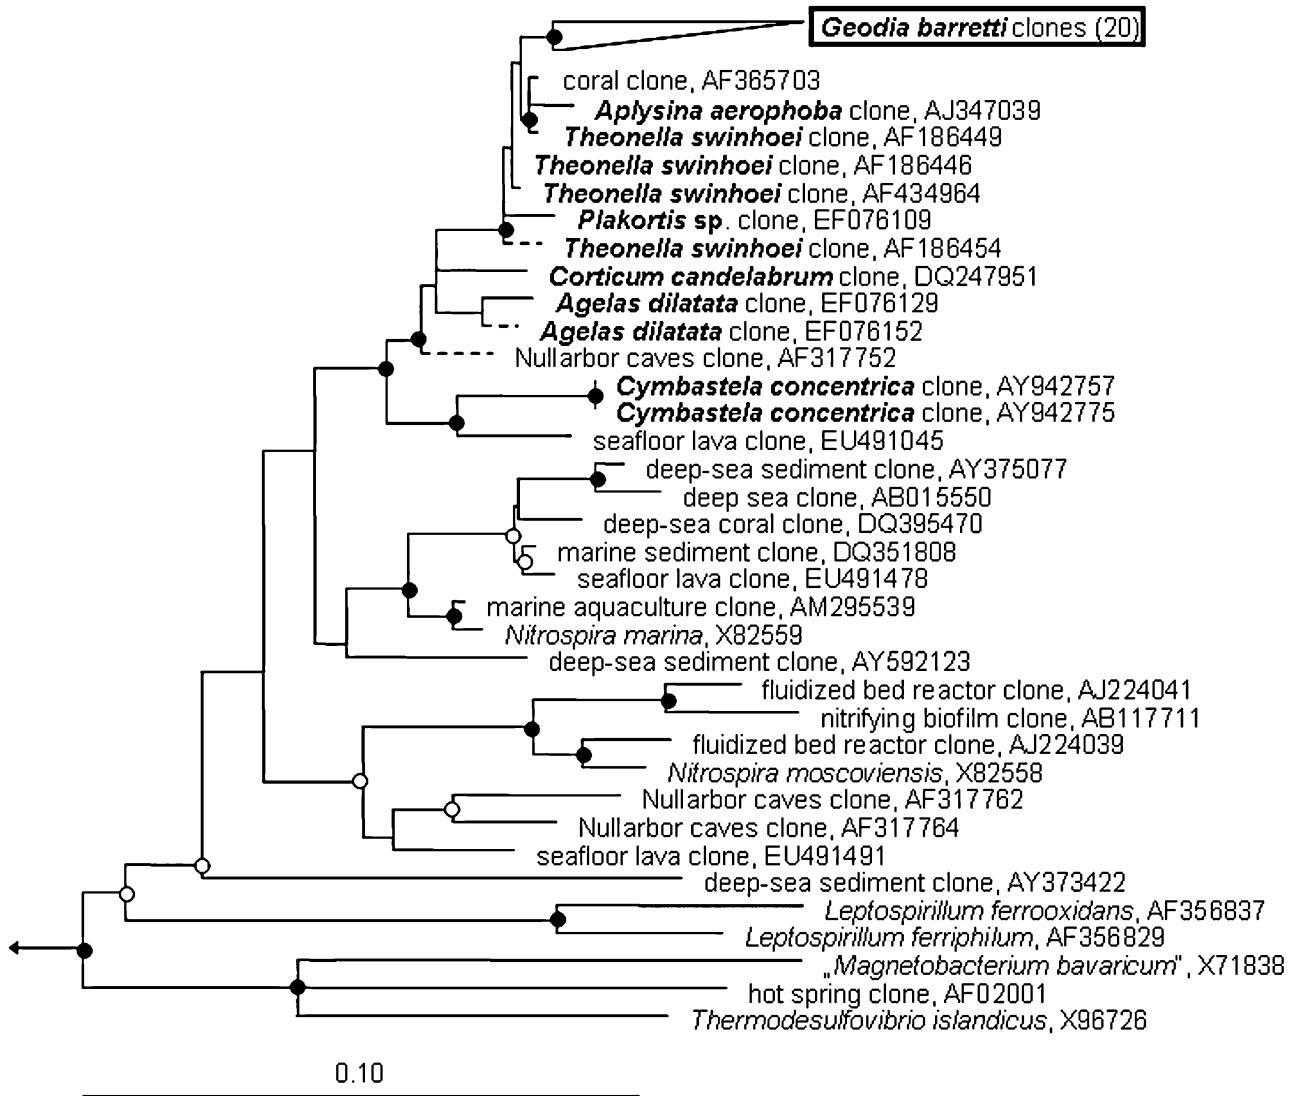 Geodia barretti clones (20)
coral clone, AF365703
Aplysina aerophoba clone, AJ347039
Theonella swinhoei clone, AF186449
Theonella swinhoei clone, AF186446
Theonella swinhoei clone, AF434964
Plakortis sp. clone, EF076109
Theonella swinhoei clone, AF186454
Corticum candelabrum clone, DQ247951
Agelas dilatata clone, EF076129
Agelas dilatata clone, EF076152
Nullarbor caves clone, AF317752
Cymbastela concentrica clone, AY942757
Cymbastela concentrica clone, AY942775
seafloor lava clone, EU491045
deep-sea sediment clone, AY375077
deep sea clone, AB015550
deep-sea coral clone, DQ395470
marine sediment clone, DQ351808
seafloor lava clone, EU491478
marine aquaculture clone, AM295539
Nitrospira marina, X82559
deep-sea sediment clone, AY592123
fluidized bed reactor clone, AJ224041
nitrifying biofilm clone, AB117711
fluidized bed reactor clone, AJ224039
Nitrospira moscoviensis, X82558
Nullarbor caves clone, AF317762
Nullarbor caves clone, AF317764
seafloor lava clone, EU491491
deep-sea sediment clone, AY373422
Leptospirillum ferrooxidans, AF356837
Leptospirillum ferriphilum, AF356829
„Magnetobacterium bavaricum", X71838
hot spring clone, AF02001
Thermodesulfovibrio islandicus, X96726
0.10